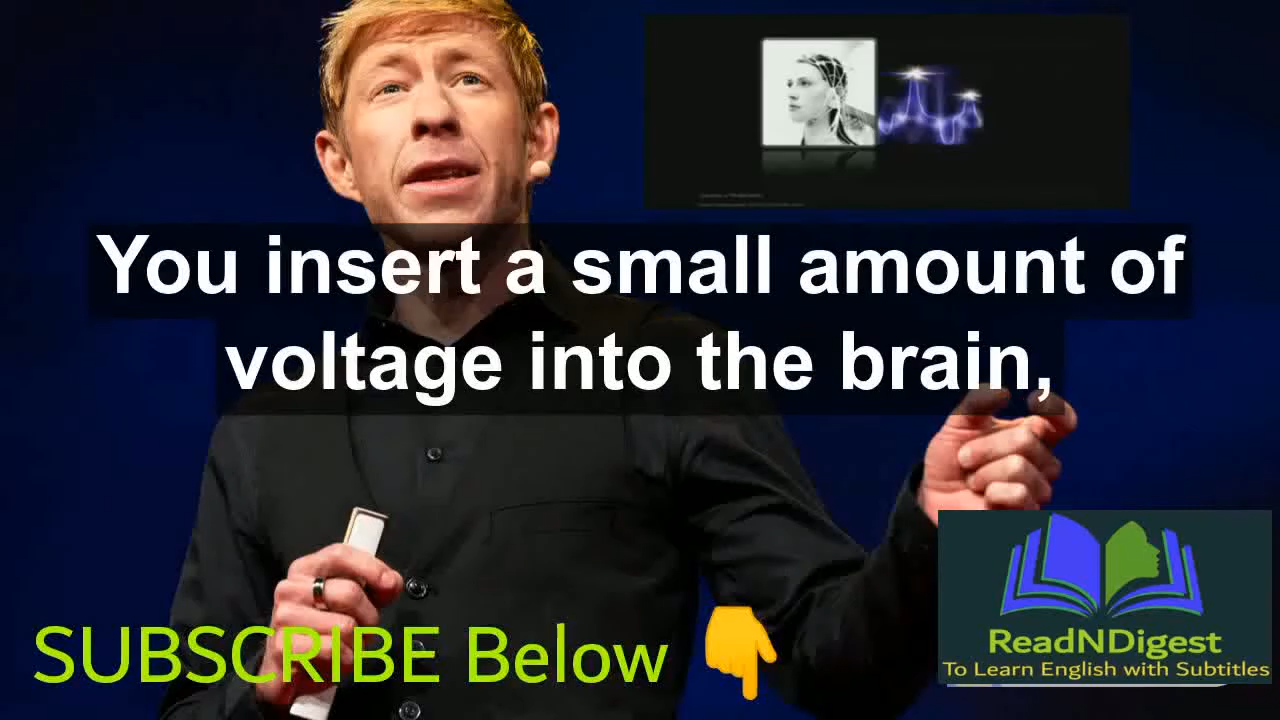 You insert a small amount of
voltage into the brain,
SUBSCRIBE Below
ReadNDigest
To Learn English with Subtitles